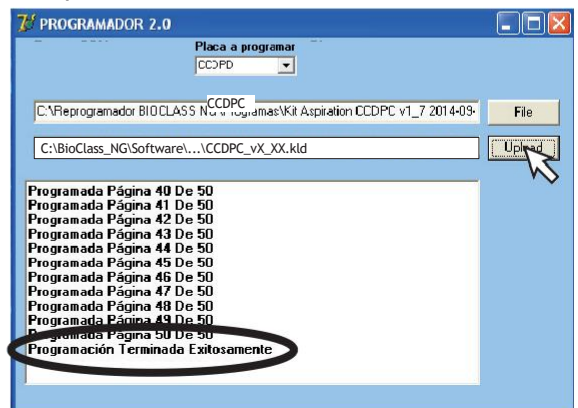 PROGRAMADOR 2.0
Placa a programar
CCDPD
CCDPC
C:\Reprogramador BIOCLASS NG\Programas\Kit Aspiration CCDPC v1_7 2014-09-
File
C:\BioClass_NG\Software\...\CCDPC_vX_XX.kld
Upload
Programada Página 40 De 50
Programada Página 41 De 50
Programada Página 42 De 50
Programada Página 43 De 50
Programada Página 44 De 50
Programada Página 45 De 50
Programada Página 46 De 50
Programada Página 47 De 50
Programada Página 48 De 50
Programada Página 49 De 50
Programada Página 50 De 50
Programación Terminada Exitosamente